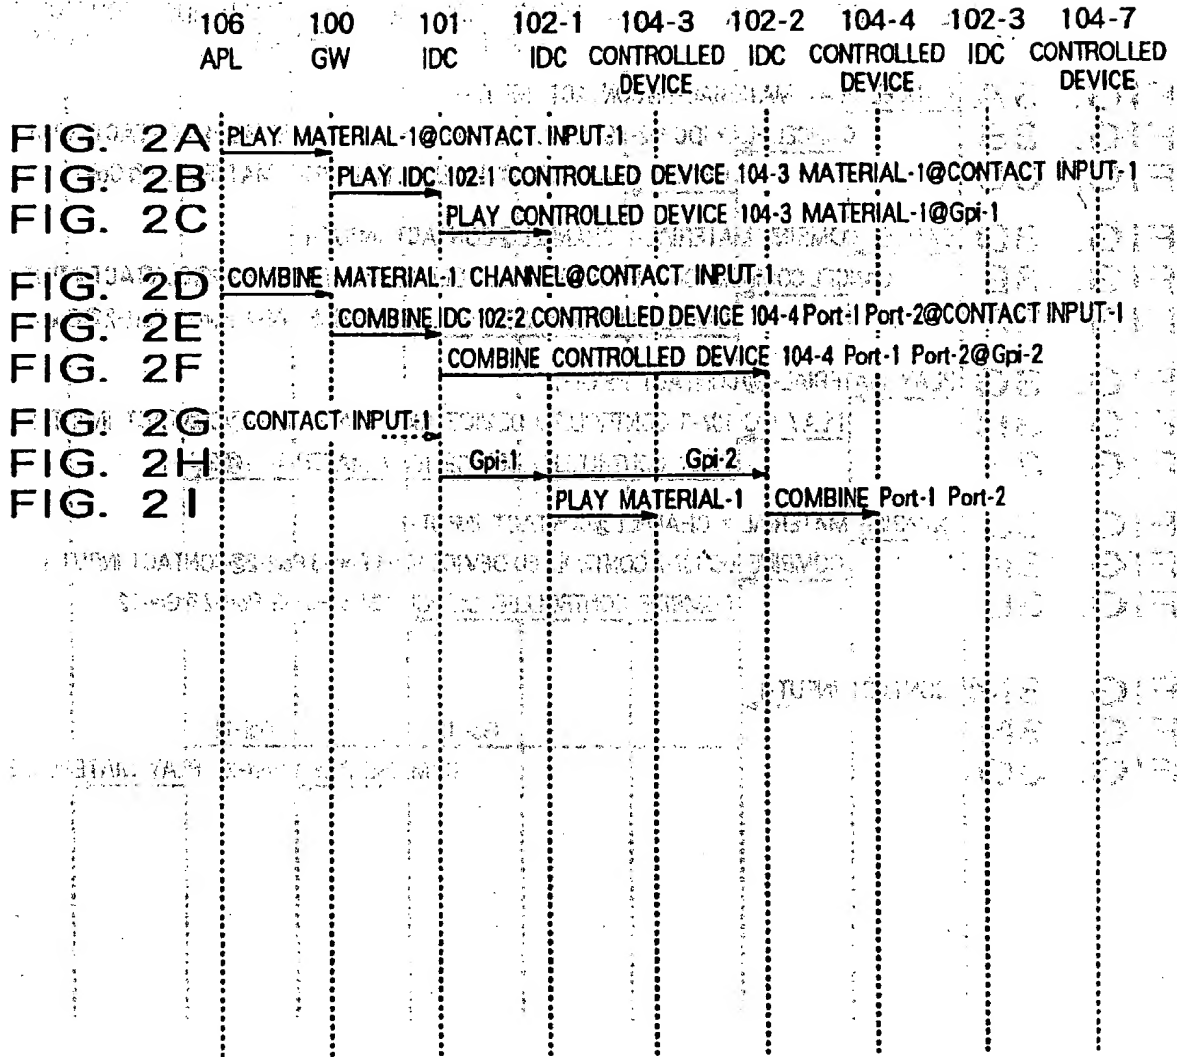 106 100 101 102-1 104-3 102-2 104-4 102-3 104-7
APL GW IDC IDC CONTROLLED IDC CONTROLLED IDC CONTROLLED
DEVICE DEVICE DEVICE
FIG. 2A PLAY MATERIAL-1@CONTACT INPUT-1
FIG. 2B PLAY IDC 102-1 CONTROLLED DEVICE 104-3 MATERIAL-1@CONTACT INPUT-1
FIG. 2C PLAY CONTROLLED DEVICE 104-3 MATERIAL-1@Gpi-1
FIG. 2D COMBINE MATERIAL-1 CHANNEL@CONTACT INPUT-1
FIG. 2E COMBINE IDC 102-2 CONTROLLED DEVICE 104-4 Port-1 Port-2@CONTACT INPUT-1
FIG. 2F COMBINE CONTROLLED DEVICE 104-4 Port-1 Port-2@Gpi-2
FIG. 2G CONTACT INPUT-1
FIG. 2H Gpi-1 Gpi-2
FIG. 2I PLAY MATERIAL-1 COMBINE Port-1 Port-2